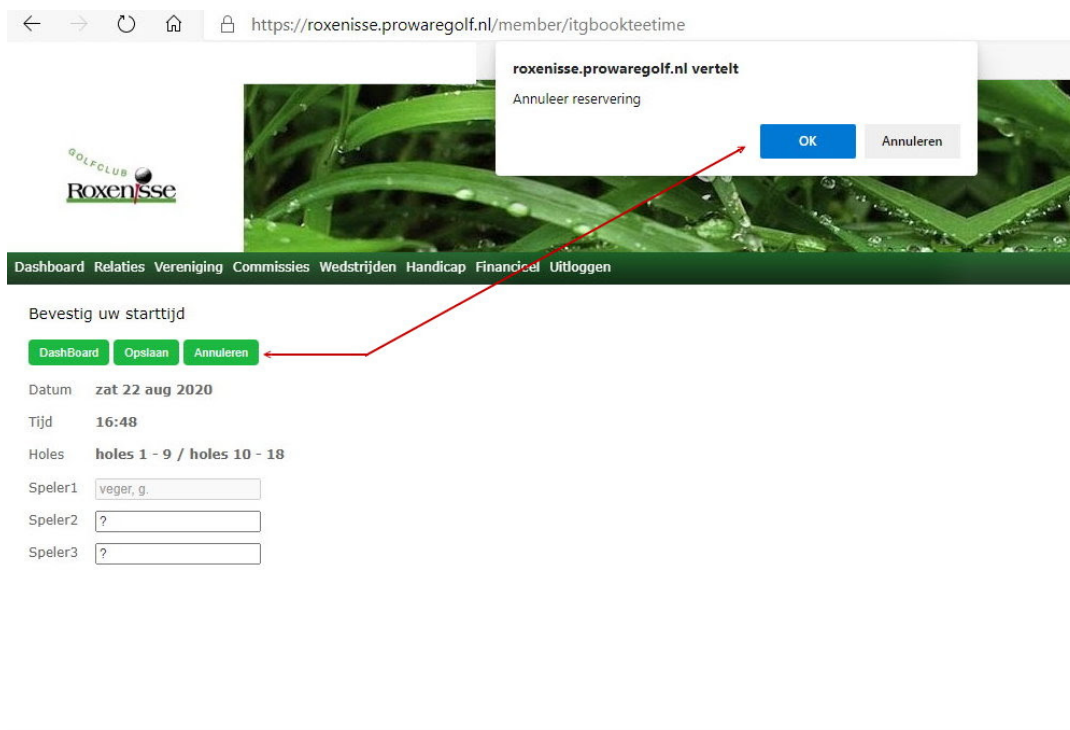 https://roxenisse.prowaregolf.nl/member/itgbookteetime
roxenisse.prowaregolf.nl vertelt
Annuleer reservering
OK Annuleren
GOLFCLUB
Roxenisse
Dashboard Relaties Vereniging Commissies Wedstrijden Handicap Financieel Uitloggen
Bevestig uw starttijd
DashBoard Opslaan Annuleren
Datum zat 22 aug 2020
Tijd 16:48
Holes holes 1 - 9 / holes 10 - 18
Speler1 veger, g.
Speler2 ?
Speler3 ?